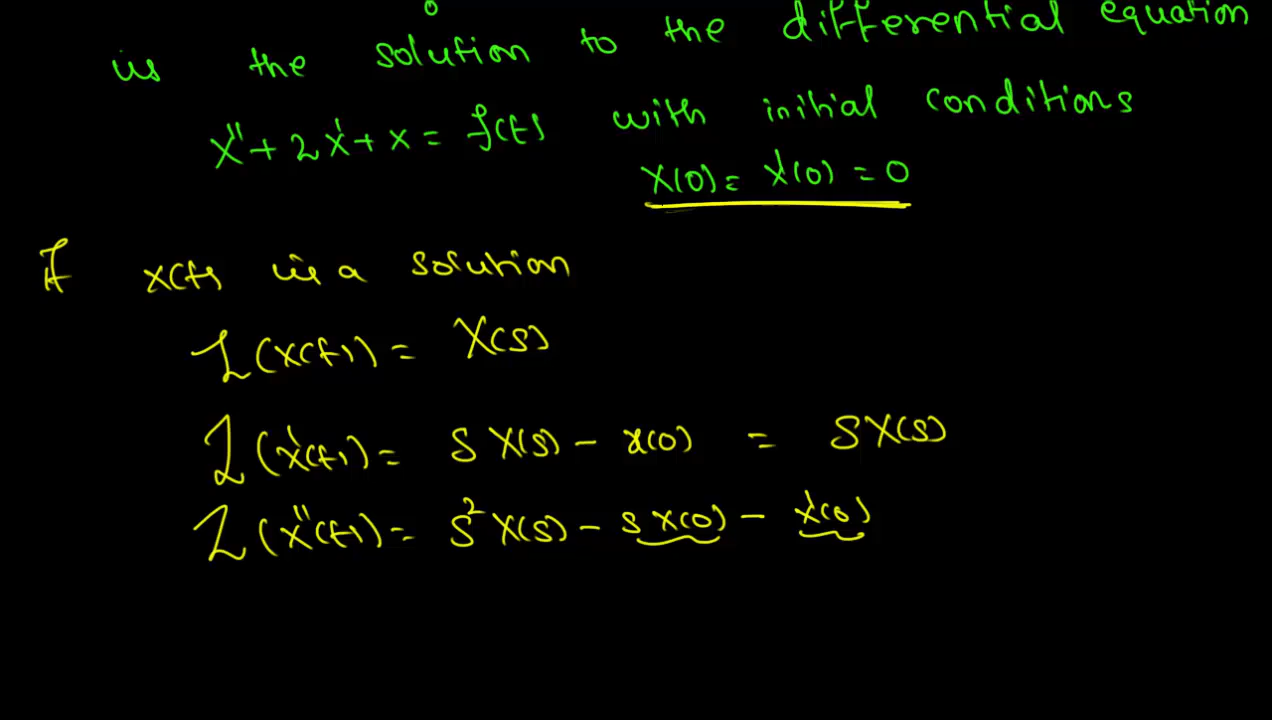 is the solution to the differential equation
x'' + 2x' + x = f(t) with initial conditions
x(0) = x'(0) = 0
If x(t) is a solution
L(x(t)) = X(s)
L(x'(t)) = sX(s) - x(0) = sX(s)
L(x''(t)) = s²X(s) - sx(0) - x'(0)